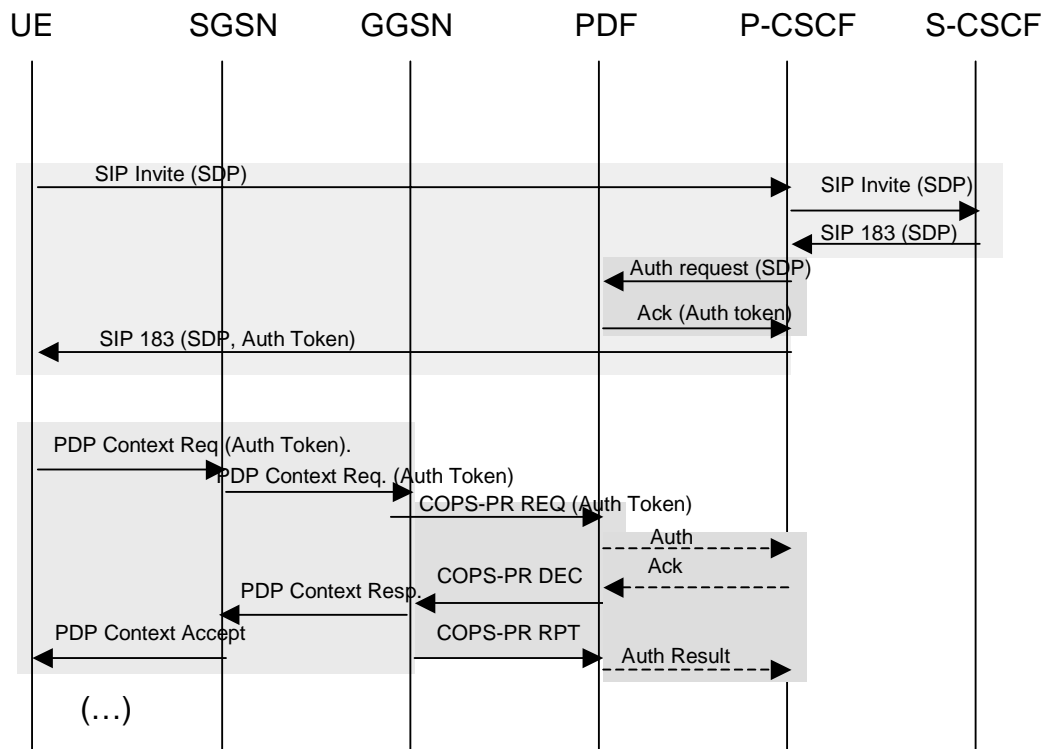 UE SGSN GGSN PDF P-CSCF S-CSCF
SIP Invite (SDP)
SIP Invite (SDP)
SIP 183 (SDP)
Auth request (SDP)
Ack (Auth token)
SIP 183 (SDP, Auth Token)
PDP Context Req (Auth Token).
PDP Context Req. (Auth Token)
COPS-PR REQ (Auth Token)
Auth
Ack
COPS-PR DEC
PDP Context Resp.
PDP Context Accept
COPS-PR RPT
Auth Result
(…)